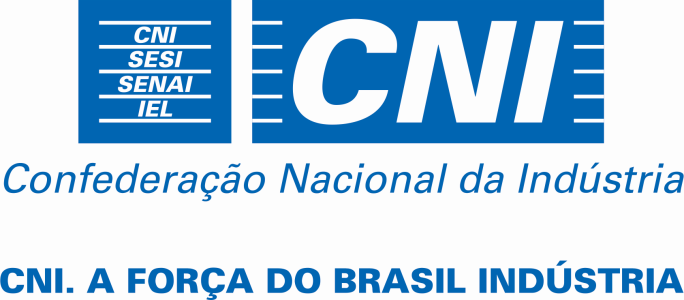 CNI
SESI
SENAI
IEL
CNI
Confederação Nacional da Indústria
CNI. A FORÇA DO BRASIL INDÚSTRIA